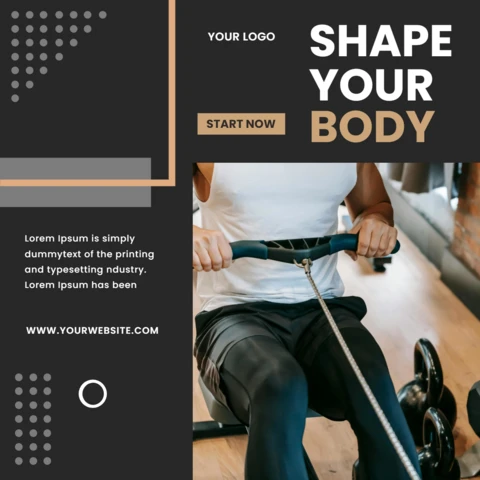 YOUR LOGO
SHAPE
YOUR
BODY
START NOW
Lorem Ipsum is simply
dummytext of the printing
and typesetting ndustry.
Lorem Ipsum has been
WWW.YOURWEBSITE.COM